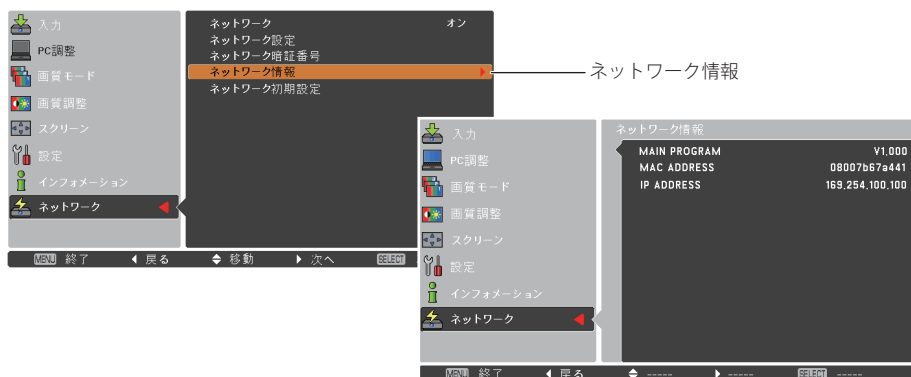 入力
PC調整
画質モード
画質調整
スクリーン
設定
インフォメーション
ネットワーク
ネットワーク オン
ネットワーク設定
ネットワーク暗証番号
ネットワーク情報
ネットワーク初期設定
MENU 終了 戻る 移動 次へ SELECT
ネットワーク情報
入力
PC調整
画質モード
画質調整
スクリーン
設定
インフォメーション
ネットワーク
ネットワーク情報
MAIN PROGRAM V1,000
MAC ADDRESS 08007b67a441
IP ADDRESS 169,254,100,100
MENU 終了 戻る ----- ----- SELECT -----